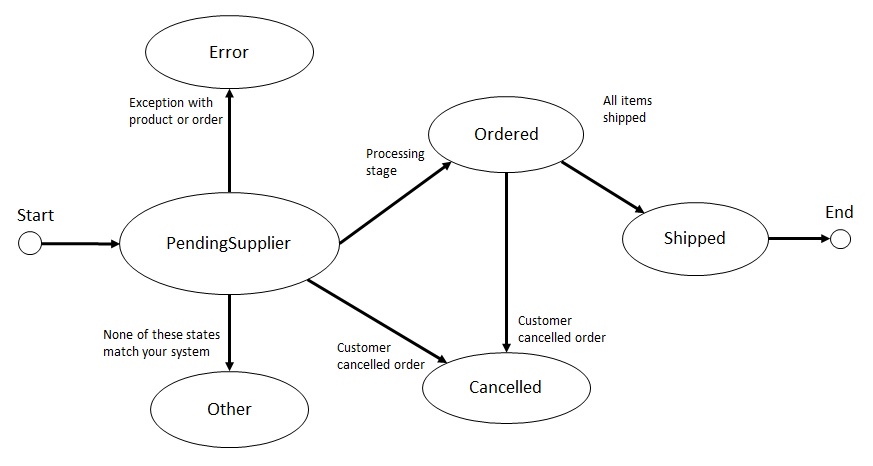 Error
Exception with
product or order
All items
shipped
Ordered
Processing
stage
Start
End
PendingSupplier
Shipped
None of these states
match your system
Customer
cancelled order
Customer
cancelled order
Cancelled
Other